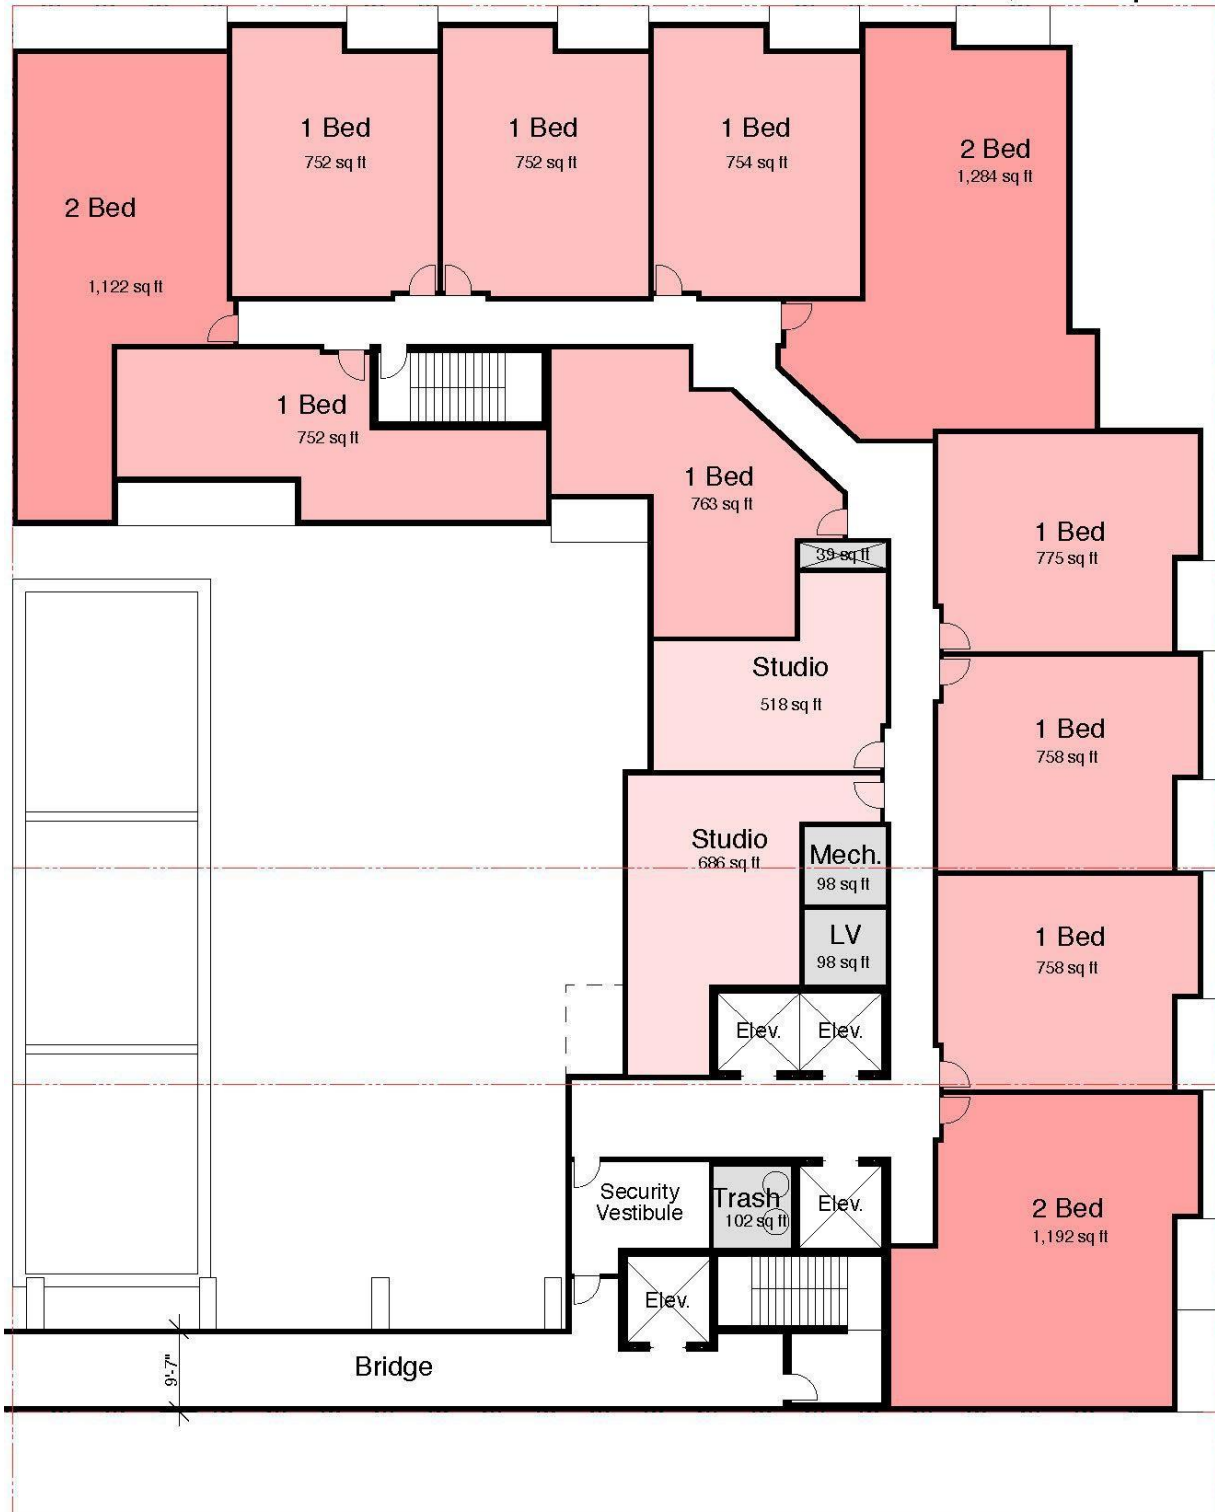 1 Bed
752 sq ft
1 Bed
752 sq ft
1 Bed
754 sq ft
2 Bed
1,284 sq ft
2 Bed
1,122 sq ft
1 Bed
752 sq ft
1 Bed
763 sq ft
39 sq ft
1 Bed
775 sq ft
Studio
518 sq ft
1 Bed
758 sq ft
Studio
686 sq ft
Mech.
98 sq ft
LV
98 sq ft
1 Bed
758 sq ft
Elev.
Elev.
Security
Vestibule
Trash
102 sq ft
Elev.
2 Bed
1,192 sq ft
Elev.
Bridge
9'-7"